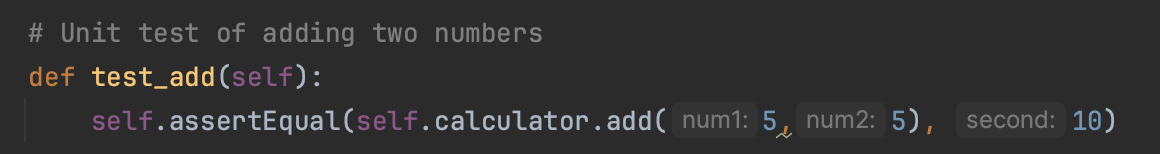 # Unit test of adding two numbers
def test_add(self):
self.assertEqual(self.calculator.add( num1: 5, num2: 5), second: 10)